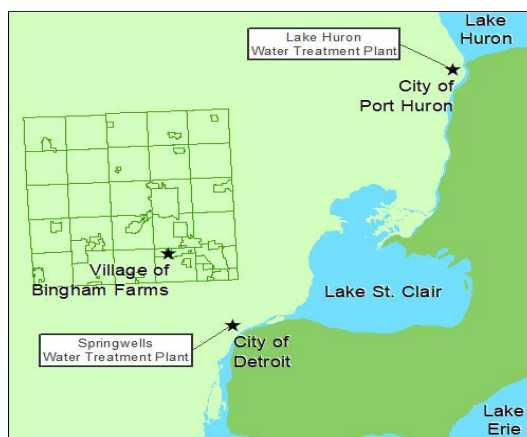 Lake
Huron
Lake Huron
Water Treatment Plant
City of
Port Huron
Village of
Bingham Farms
Lake St. Clair
Springwells
Water Treatment Plant
City of
Detroit
Lake
Erie